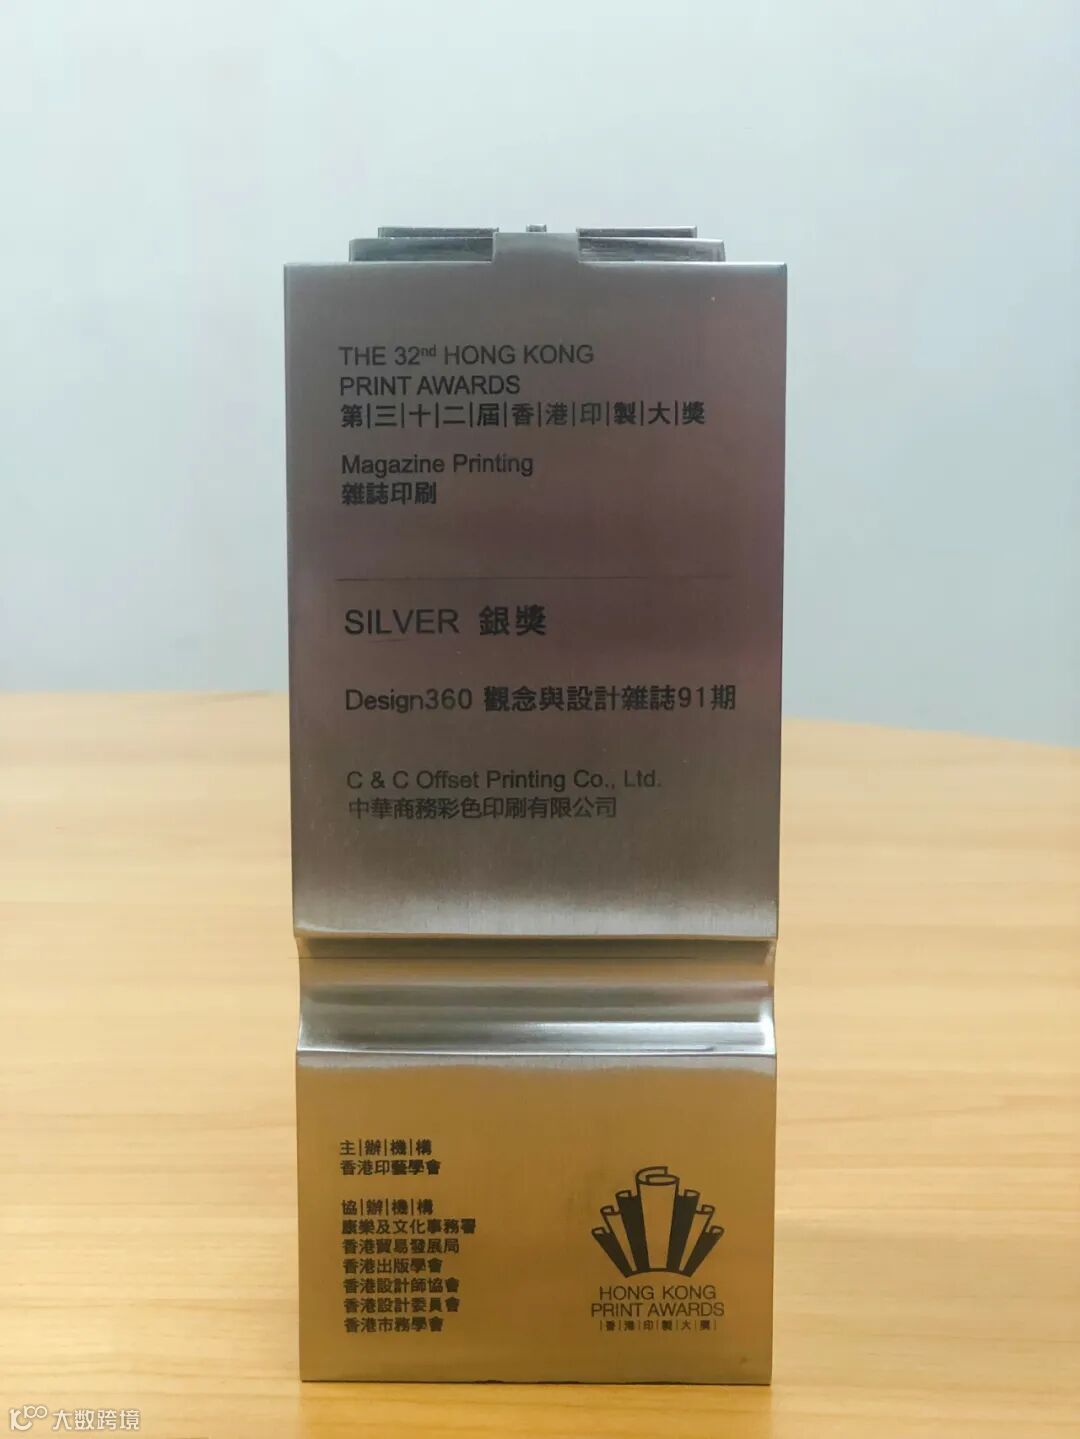 THE 32nd HONG KONG
PRINT AWARDS
第|三|十|二|屆|香|港|印|製|大|獎
Magazine Printing
雜誌印刷
SILVER 銀獎
Design360 觀念與設計雜誌91期
C & C Offset Printing Co., Ltd.
中華商務彩色印刷有限公司
主|辦|機|構
香港印藝學會
協|辦|機|構
康樂及文化事務署
香港貿易發展局
香港出版學會
香港設計師協會
香港設計委員會
香港市務學會
HONG KONG
PRINT AWARDS
|香|港|印|製|大|獎|
大数跨境